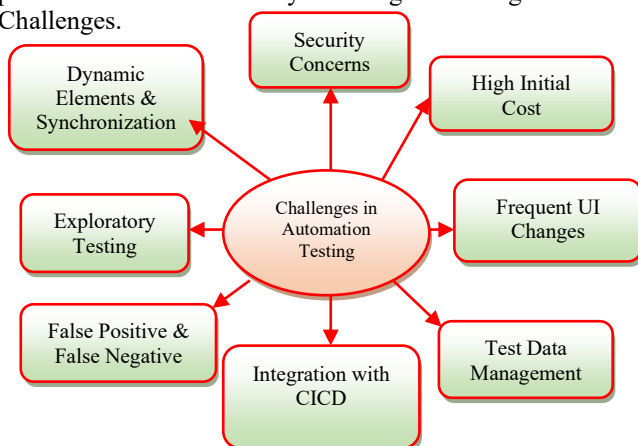 Challenges.
Security
Concerns
Dynamic
Elements &
Synchronization
High Initial
Cost
Challenges in
Automation
Testing
Exploratory
Testing
Frequent UI
Changes
False Positive &
False Negative
Integration with
CICD
Test Data
Management